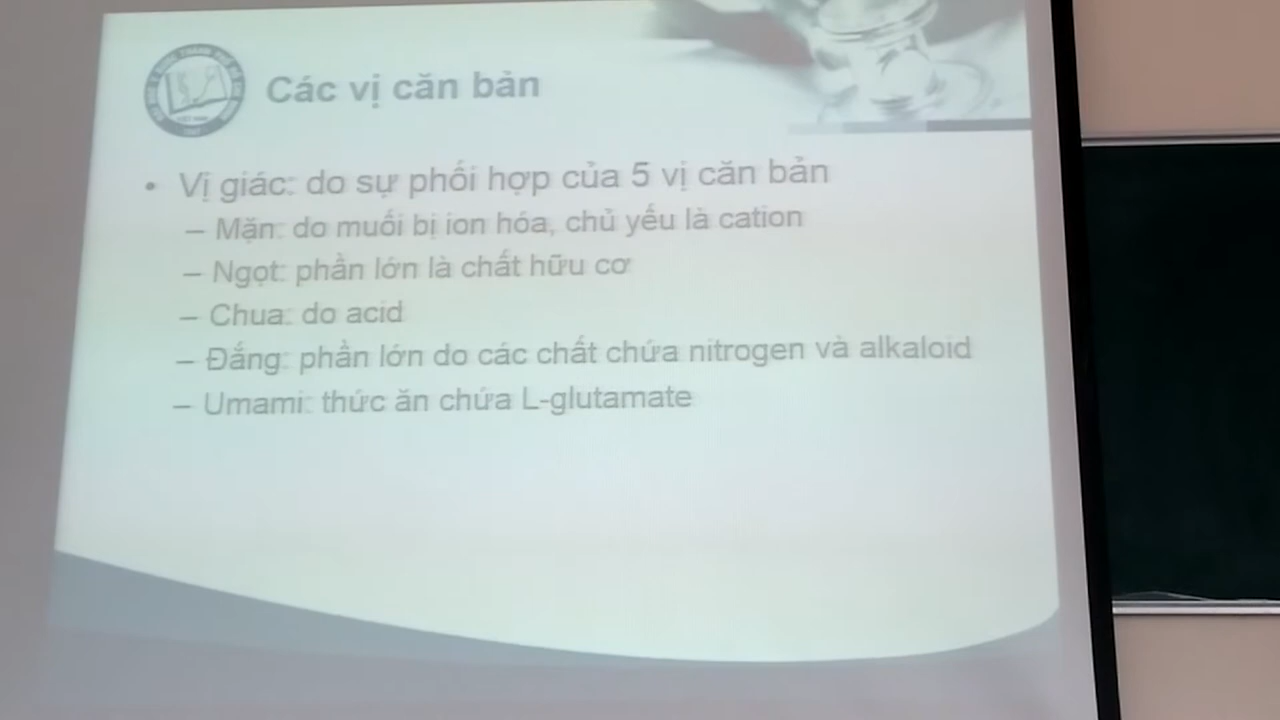 Các vị căn bản
• Vị giác: do sự phối hợp của 5 vị căn bản
– Mặn: do muối bị ion hóa, chủ yếu là cation
– Ngọt: phần lớn là chất hữu cơ
– Chua: do acid
– Đắng: phần lớn do các chất chứa nitrogen và alkaloid
– Umami: thức ăn chứa L-glutamate